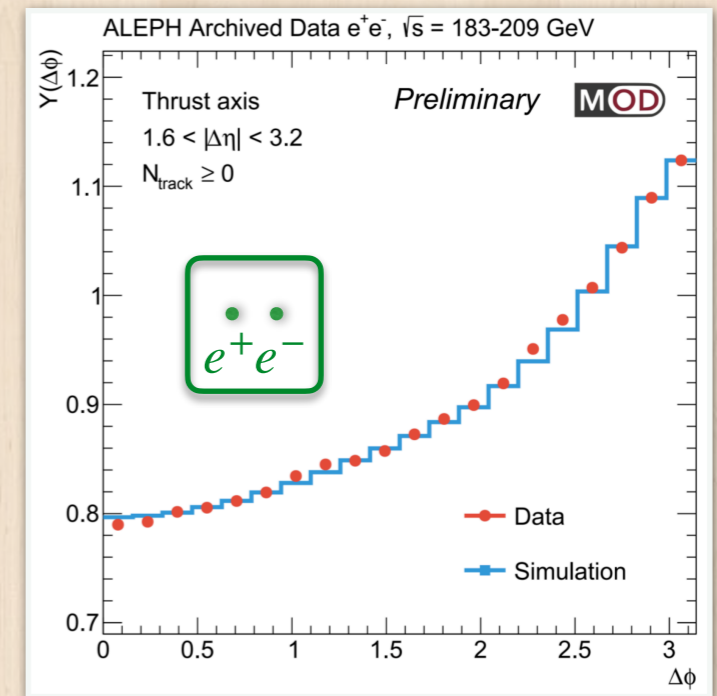 ALEPH Archived Data e⁺e⁻, √s = 183-209 GeV
Y(Δϕ)
Thrust axis
Preliminary
MOD
1.6 < |Δη| < 3.2
N_track ≥ 0
e⁺e⁻
Data
Simulation
1.2
1.1
1
0.9
0.8
0.7
0 0.5 1 1.5 2 2.5 3
Δϕ